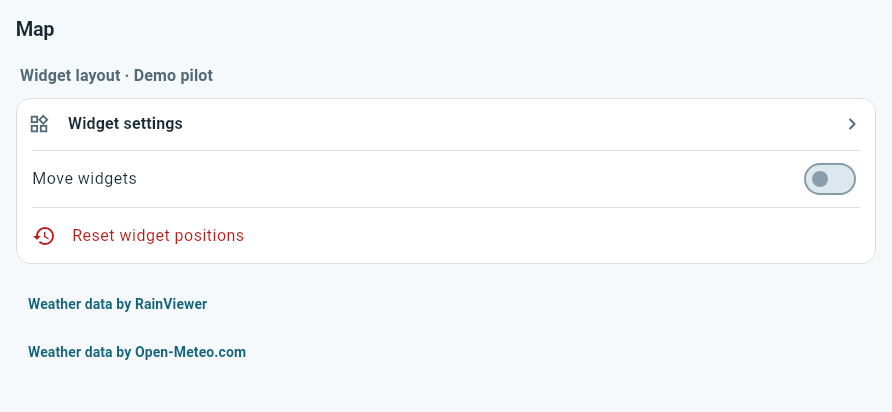 Map
Widget layout · Demo pilot
Widget settings
Move widgets
Reset widget positions
Weather data by RainViewer
Weather data by Open-Meteo.com